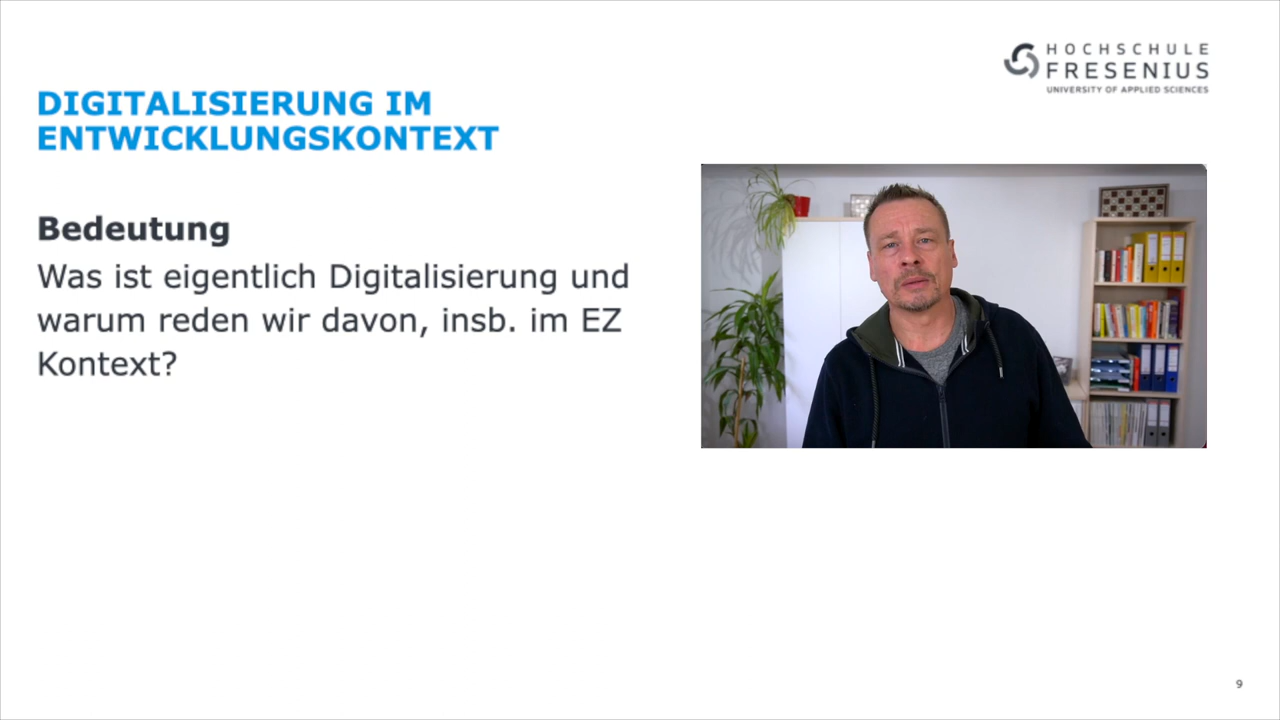 HOCHSCHULE
FRESENIUS
UNIVERSITY OF APPLIED SCIENCES
DIGITALISIERUNG IM
ENTWICKLUNGSKONTEXT
Bedeutung
Was ist eigentlich Digitalisierung und
warum reden wir davon, insb. im EZ
Kontext?
9